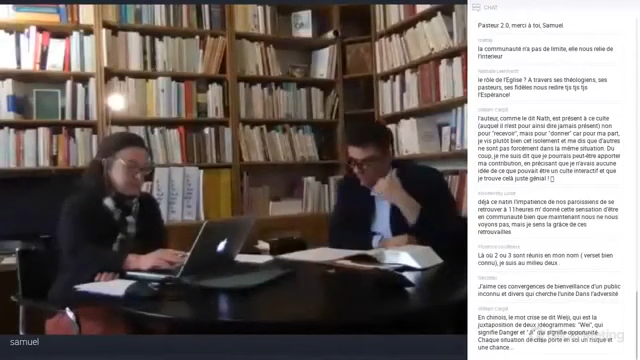 CHAT
Pasteur 2.0, merci à toi, Samuel.
la communauté n'a pas de limite, elle nous relie de
l'interieur
le rôle de l'Eglise ? A travers ses théologiens, ses
pasteurs, ses fidèles nous redire tjs tjs tjs
l'Espérance!
l'auteur, comme le dit Nath, est présent à ce culte
(auquel il n'est pour ainsi dire jamais présent) non
pour "recevoir", mais pour "donner" car pour ma part,
je vis plutôt bien cet isolement et me dis que d'autres
ne sont pas forcément dans la même situation. Du
coup, je me suis dit que je pourrais peut-être apporter
ma contribution, en précisant que je n'avais aucune
idée de ce que pouvait être un culte interactif et que
je trouve celà juste génial !
déjà ce matin l'impatience de nos paroissiens de se
retrouver à 11heures m' donné cette sensation d'être
en communauté bien que maintenant nous ne nous
voyons pas, mais je sens la grâce de ces
retrouvailles
Là où 2 ou 3 sont réunis en mon nom ( verset bien
connu), je suis au milieu deux .
J'aime ces convergences de bienveillance d'un public
inconnu et divers qui cherche l'unite Dans l'adversité
En chinois, le mot crise se dit Weiji, qui est la
juxtaposition de deux ideogrammes: "Wei", qui
signifie Danger et "Ji" qui signifie opportunité.
Chaque situation de crise porte en soi un risque et
une chance...
samuel